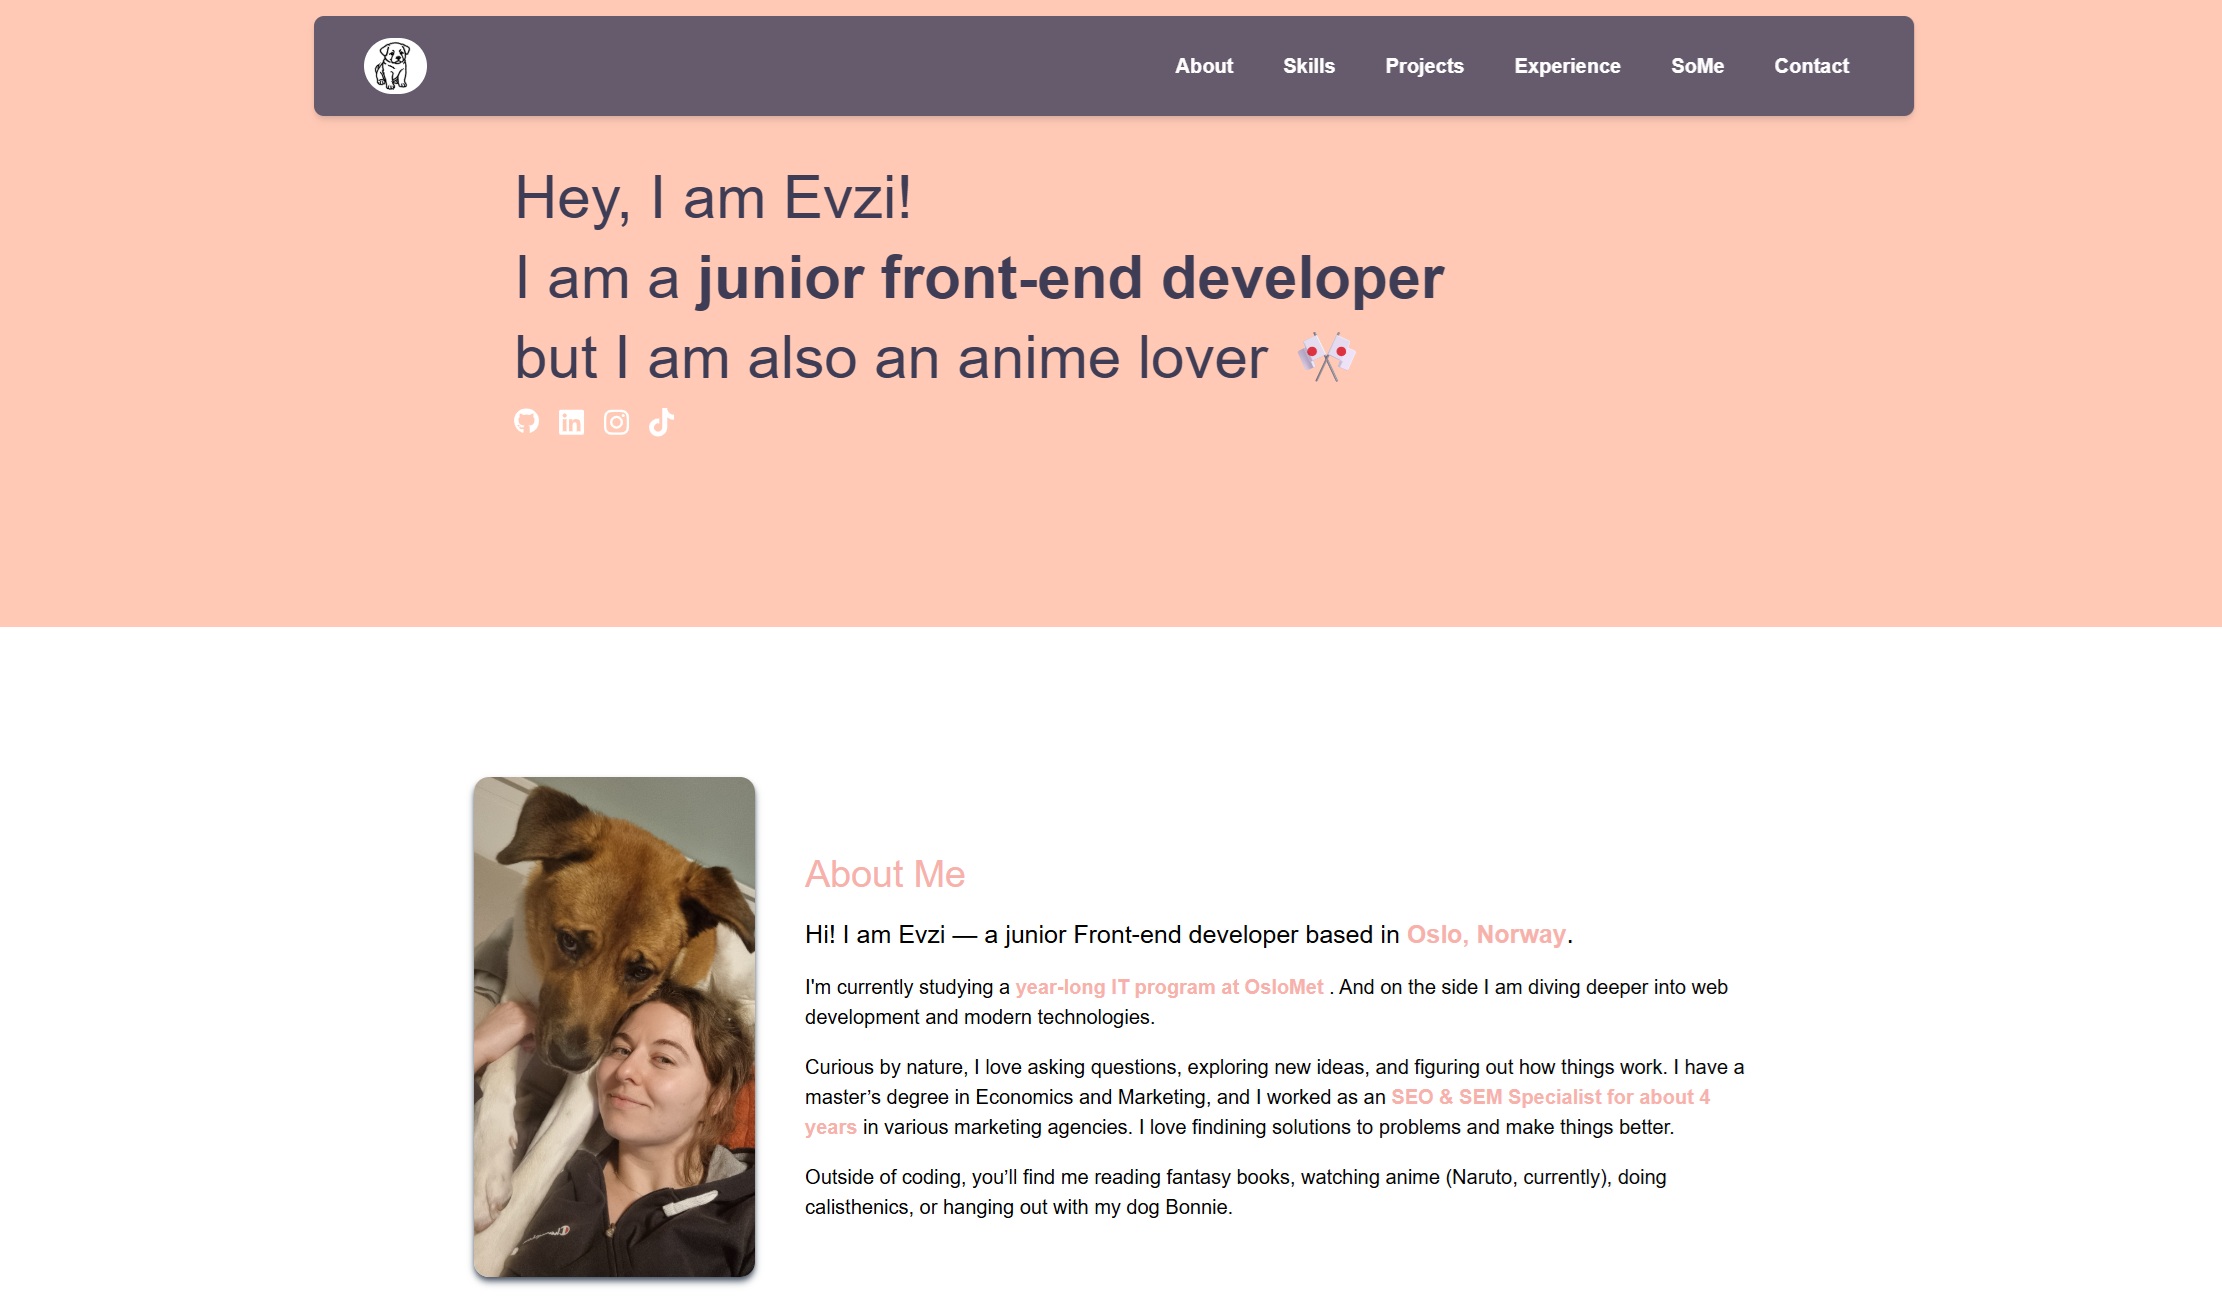 About
Skills
Projects
Experience
SoMe
Contact
Hey, I am Evzi!
I am a junior front-end developer
but I am also an anime lover 🎌
About Me
Hi! I am Evzi — a junior Front-end developer based in Oslo, Norway.
I'm currently studying a year-long IT program at OsloMet . And on the side I am diving deeper into web
development and modern technologies.
Curious by nature, I love asking questions, exploring new ideas, and figuring out how things work. I have a
master’s degree in Economics and Marketing, and I worked as an SEO & SEM Specialist for about 4
years in various marketing agencies. I love findining solutions to problems and make things better.
Outside of coding, you’ll find me reading fantasy books, watching anime (Naruto, currently), doing
calisthenics, or hanging out with my dog Bonnie.